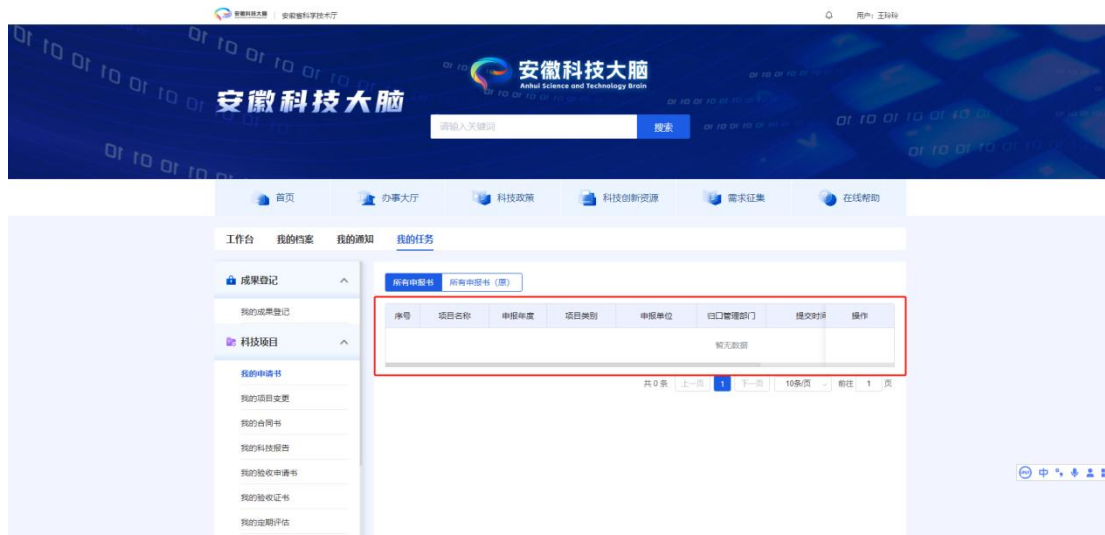 安徽科技大脑 安徽省科学技术厅 用户：王玲玲
安徽科技大脑
Anhui Science and Technology Brain
安徽科技大脑
请输入关键词 搜索
首页 办事大厅 科技政策 科技创新资源 需求征集 在线帮助
工作台 我的档案 我的通知 我的任务
成果登记
我的成果登记
科技项目
我的申请书
我的项目变更
我的合同书
我的科技报告
我的验收申请书
我的验收证书
我的定期评估
所有申报书 所有申报书（原）
序号 项目名称 申报年度 项目类别 申报单位 归口管理部门 提交时间 操作
暂无数据
共 0 条 上一页 1 下一页 10条/页 前往 1 页
中